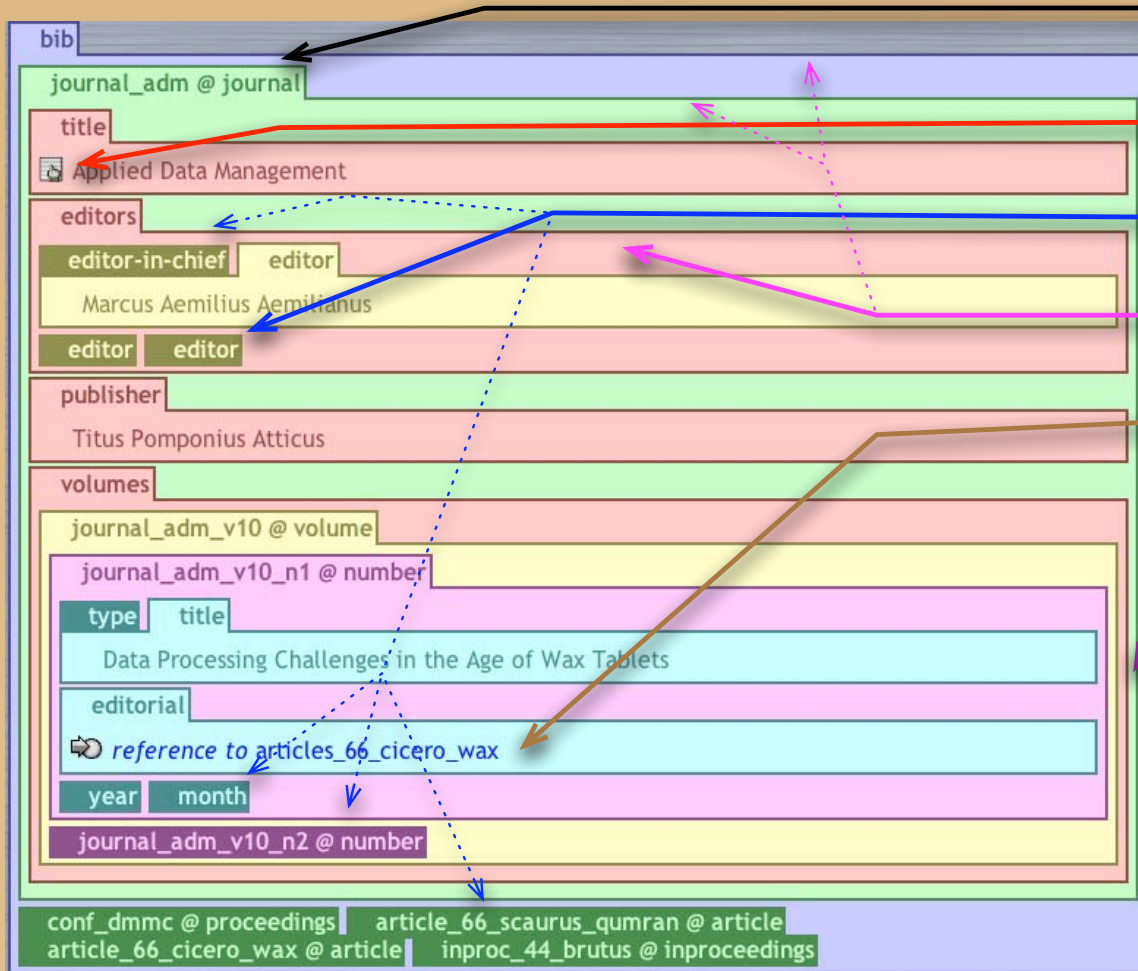 bib
journal_adm @ journal
title
Applied Data Management
editors
editor-in-chief editor
Marcus Aemilius Aemilianus
editor editor
publisher
Titus Pomponius Atticus
volumes
journal_adm_v10 @ volume
journal_adm_v10_n1 @ number
type title
Data Processing Challenges in the Age of Wax Tablets
editorial
reference to articles_66_cicero_wax
year month
journal_adm_v10_n2 @ number
conf_dmmc @ proceedings article_66_scaurus_qumran @ article
article_66_cicero_wax @ article inproc_44_brutus @ inproceedings